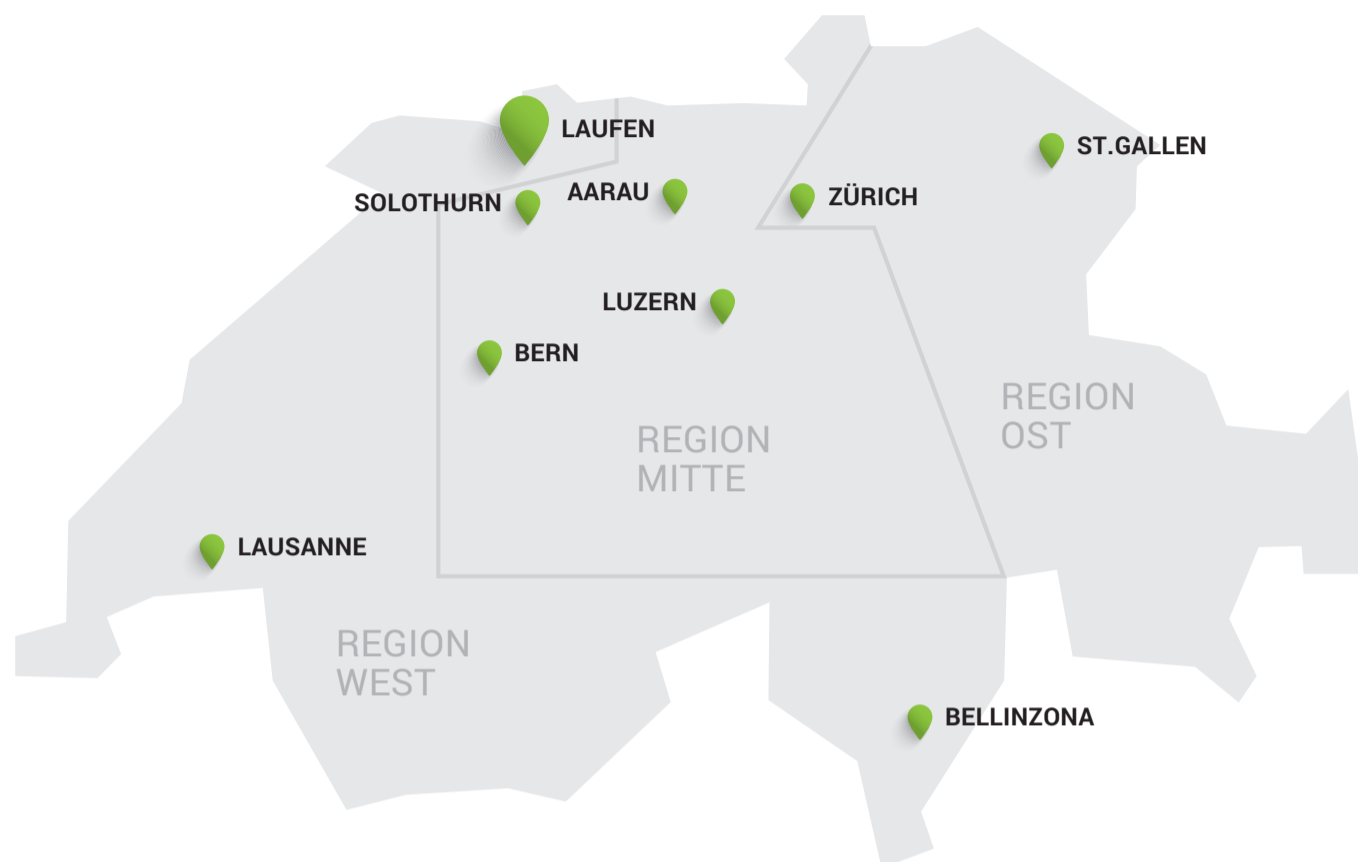 LAUFEN
ST.GALLEN
AARAU
ZÜRICH
SOLOTHURN
LUZERN
BERN
REGION
OST
REGION
MITTE
LAUSANNE
REGION
WEST
BELLINZONA